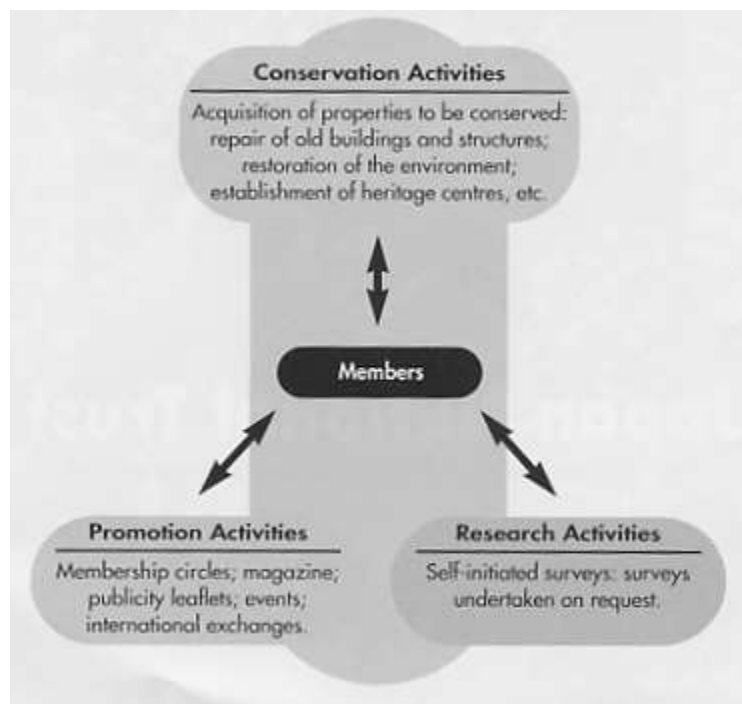 Conservation Activities
Acquisition of properties to be conserved:
repair of old buildings and structures;
restoration of the environment;
establishment of heritage centres, etc.
Members
Promotion Activities
Membership circles; magazine;
publicity leaflets; events;
international exchanges.
Research Activities
Self-initiated surveys: surveys
undertaken on request.